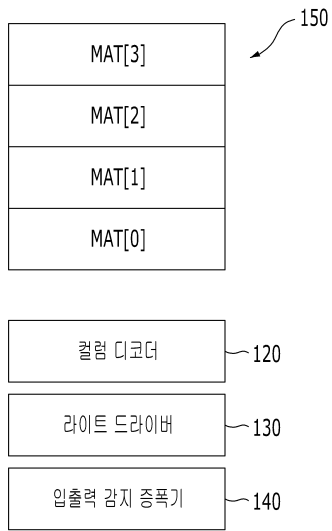 150
MAT[3]
MAT[2]
MAT[1]
MAT[0]
컬럼 디코더 120
라이트 드라이버 130
입출력 감지 증폭기 140